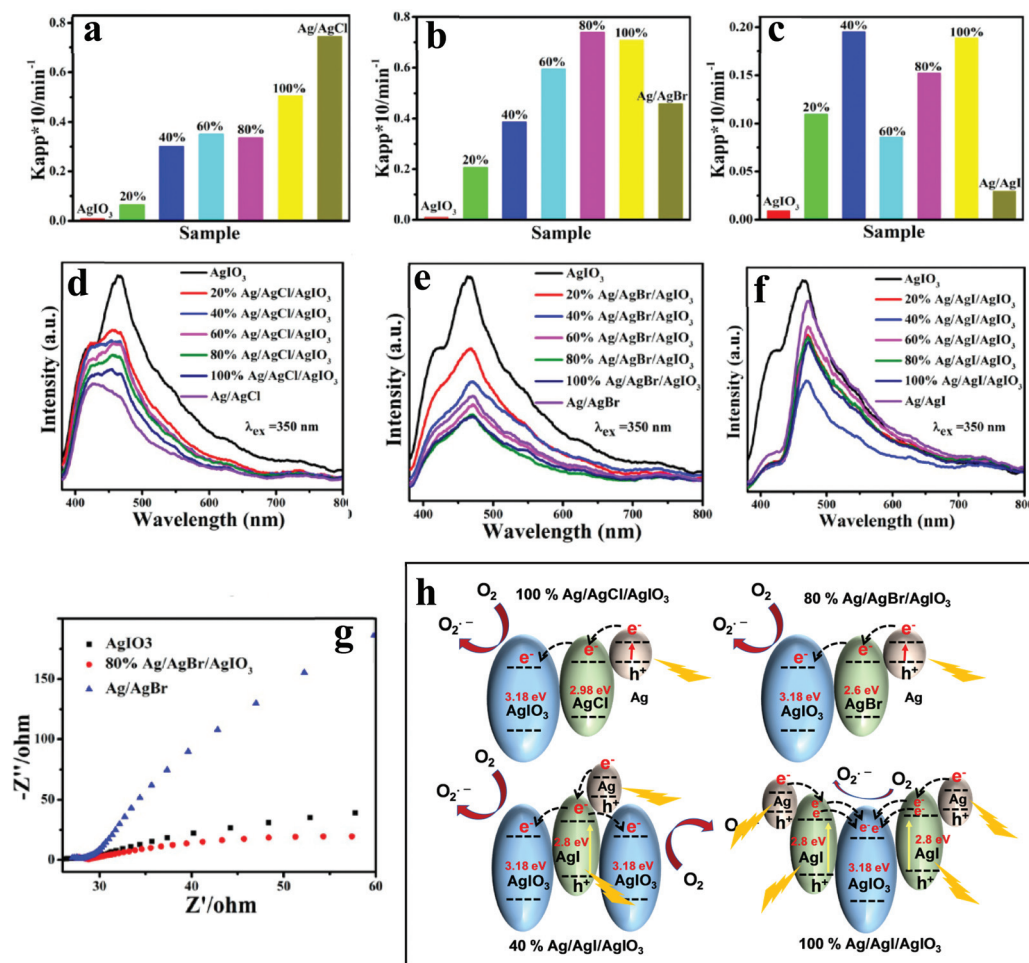 a
Kapp*10/min⁻¹
0.8
0.6
0.4
0.2
0.0
AgIO₃
20%
40%
60%
80%
100%
Ag/AgCl
Sample
b
Kapp*10/min⁻¹
0.8
0.6
0.4
0.2
0.0
AgIO₃
20%
40%
60%
80%
100%
Ag/AgBr
Sample
c
Kapp*10/min⁻¹
0.20
0.15
0.10
0.05
0.00
AgIO₃
20%
40%
60%
80%
100%
Ag/AgI
Sample
d
Intensity (a.u.)
AgIO₃
20% Ag/AgCl/AgIO₃
40% Ag/AgCl/AgIO₃
60% Ag/AgCl/AgIO₃
80% Ag/AgCl/AgIO₃
100% Ag/AgCl/AgIO₃
Ag/AgCl
λex =350 nm
400 500 600 700 800
Wavelength (nm)
e
Intensity (a.u.)
AgIO₃
20% Ag/AgBr/AgIO₃
40% Ag/AgBr/AgIO₃
60% Ag/AgBr/AgIO₃
80% Ag/AgBr/AgIO₃
100% Ag/AgBr/AgIO₃
Ag/AgBr
λex =350 nm
400 500 600 700 800
Wavelength (nm)
f
Intensity (a.u.)
AgIO₃
20% Ag/AgI/AgIO₃
40% Ag/AgI/AgIO₃
60% Ag/AgI/AgIO₃
80% Ag/AgI/AgIO₃
100% Ag/AgI/AgIO₃
Ag/AgI
λex =350 nm
400 500 600 700 800
Wavelength (nm)
g
-Z''/ohm
150
100
50
0
AgIO3
80% Ag/AgBr/AgIO₃
Ag/AgBr
30 40 50 60
Z'/ohm
h
100 % Ag/AgCl/AgIO₃
O₂
O₂·⁻
e⁻
e⁻
e⁻
h⁺
Ag
3.18 eV
AgIO₃
2.98 eV
AgCl
80 % Ag/AgBr/AgIO₃
O₂
O₂·⁻
e⁻
e⁻
e⁻
h⁺
Ag
3.18 eV
AgIO₃
2.6 eV
AgBr
O₂
O₂·⁻
e⁻
Ag
h⁺
e⁻
e⁻
e⁻
3.18 eV
AgIO₃
2.8 eV
AgI
h⁺
3.18 eV
AgIO₃
O₂
40 % Ag/AgI/AgIO₃
e⁻
Ag
h⁺
O₂·⁻
O₂
e⁻
Ag
h⁺
e⁻
e⁻
e⁻ e⁻
e⁻
e⁻
2.8 eV
AgI
h⁺
3.18 eV
AgIO₃
2.8 eV
AgI
h⁺
100 % Ag/AgI/AgIO₃